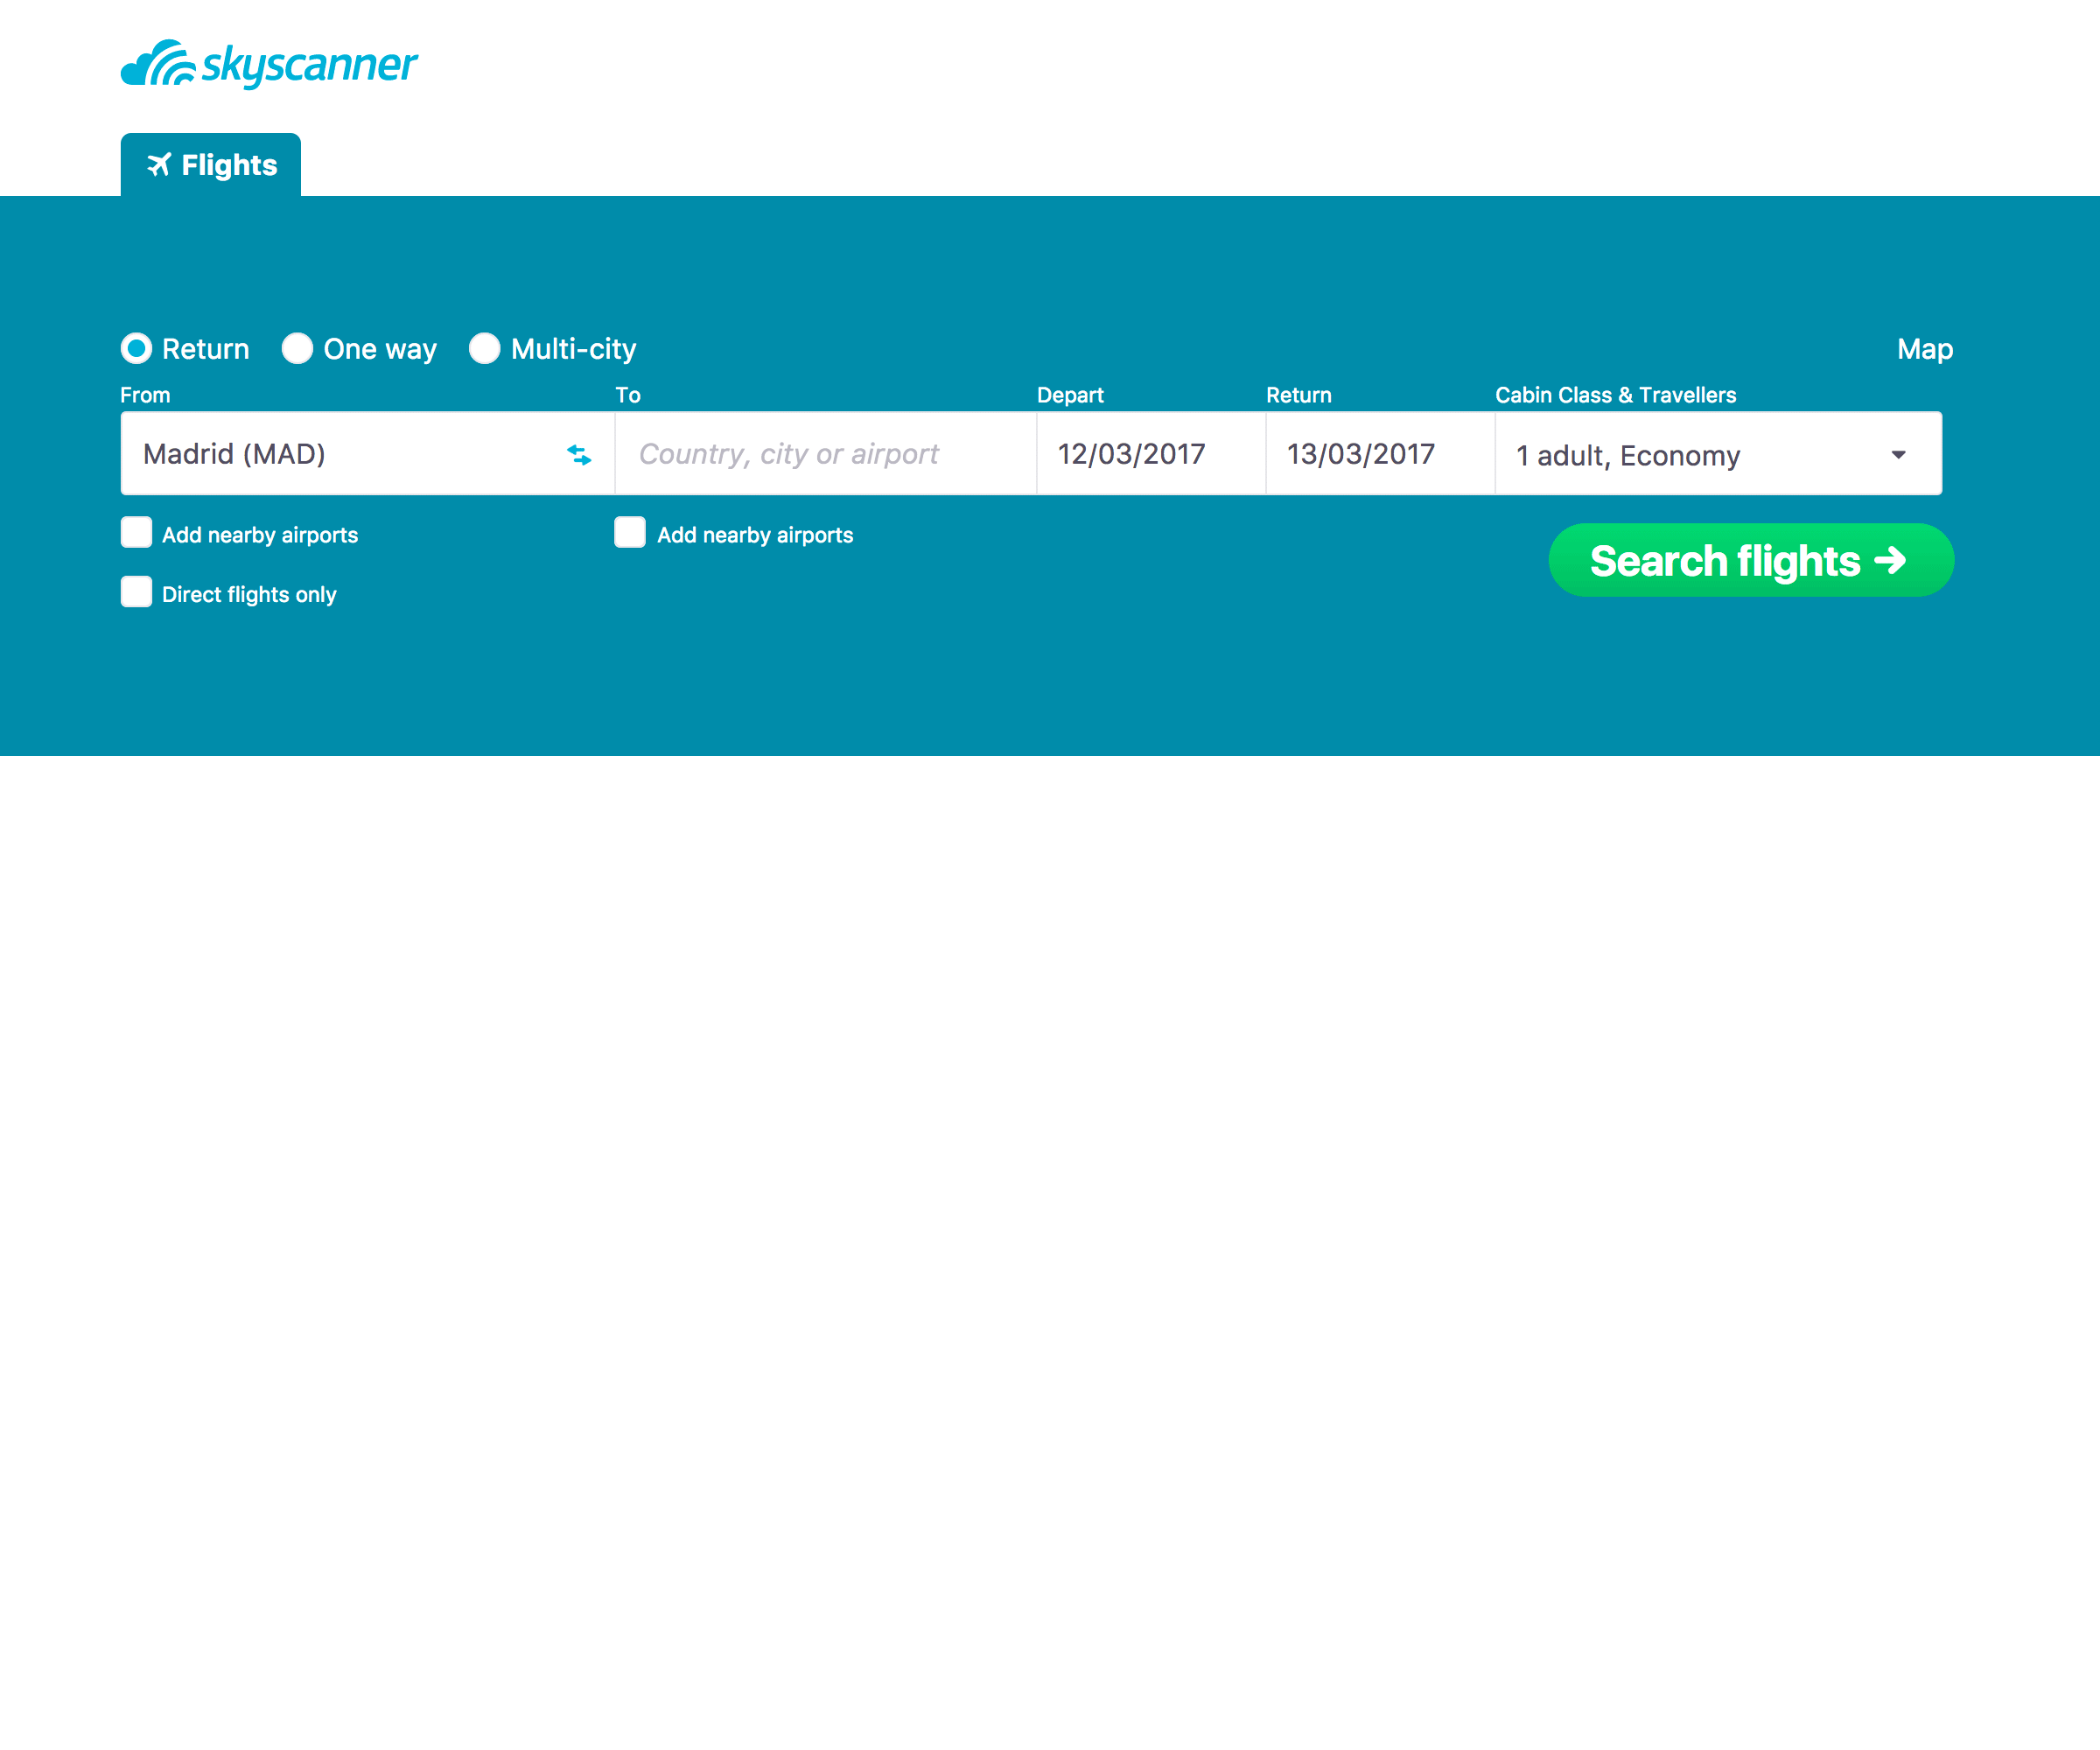 skyscanner
Flights
Return One way Multi-city Map
From To Depart Return Cabin Class & Travellers
Madrid (MAD) Country, city or airport 12/03/2017 13/03/2017 1 adult, Economy
Add nearby airports Add nearby airports
Search flights
Direct flights only